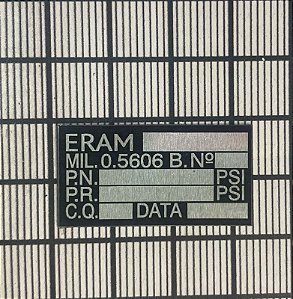 ERAM
MIL. 0.5606 B. Nº
P.N. PSI
P.R. PSI
C.Q. DATA